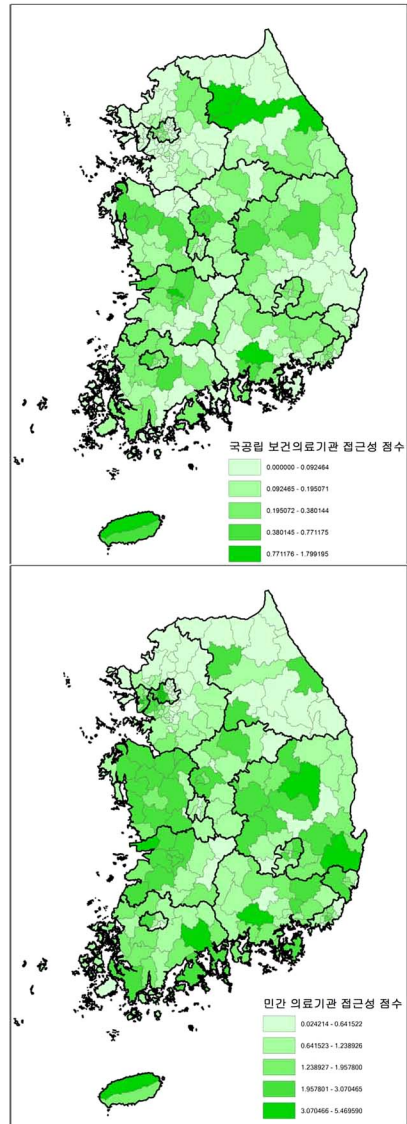 국공립 보건의료기관 접근성 점수
0.000000 - 0.092464
0.092465 - 0.195071
0.195072 - 0.380144
0.380145 - 0.771175
0.771176 - 1.799195
민간 의료기관 접근성 점수
0.024214 - 0.641522
0.641523 - 1.238926
1.238927 - 1.957800
1.957801 - 3.070465
3.070466 - 5.469590